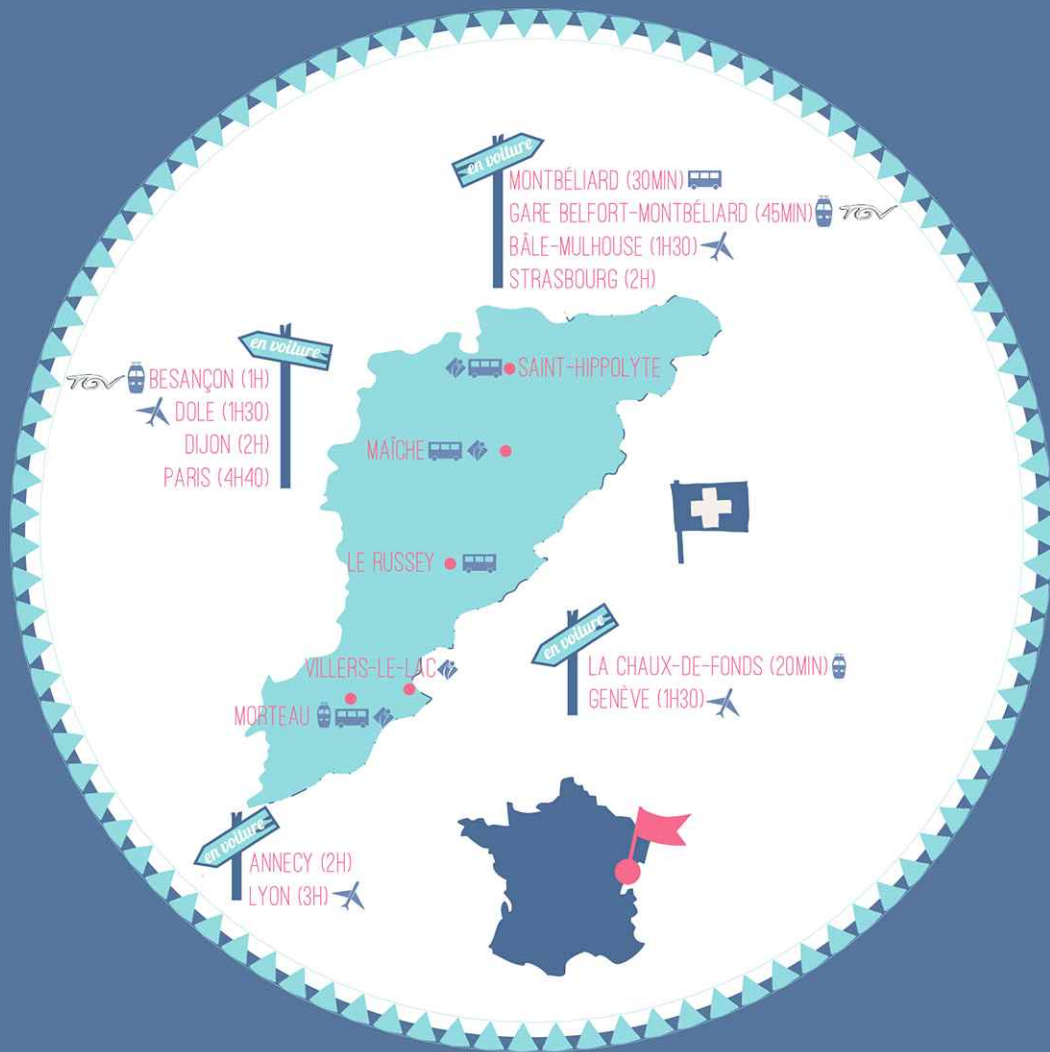 en voiture
MONTBÉLIARD (30MIN)
GARE BELFORT-MONTBÉLIARD (45MIN) TGV
BÂLE-MULHOUSE (1H30)
STRASBOURG (2H)
en voiture
TGV BESANÇON (1H)
DOLE (1H30)
DIJON (2H)
PARIS (4H40)
SAINT-HIPPOLYTE
MAÎCHE
LE RUSSEY
VILLERS-LE-LAC
MORTEAU
en voiture
LA CHAUX-DE-FONDS (20MIN)
GENÈVE (1H30)
en voiture
ANNECY (2H)
LYON (3H)